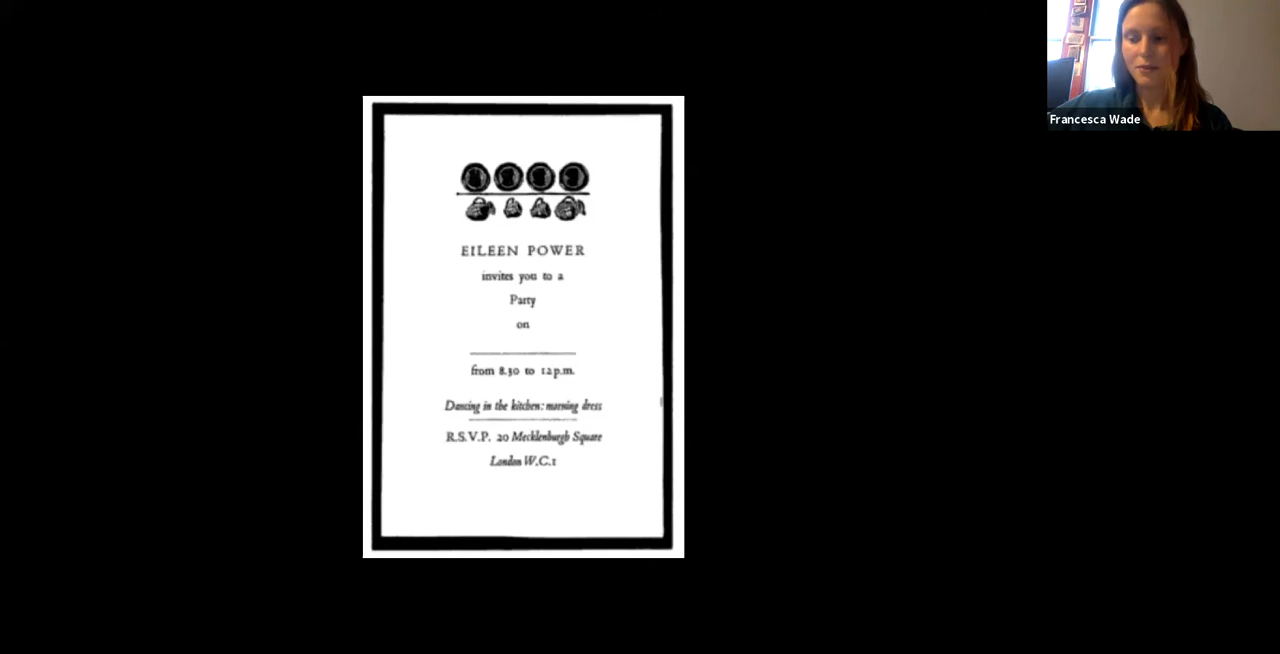 Francesca Wade
EILEEN POWER
invites you to a
Party
on
from 8.30 to 12 p.m.
Dancing in the kitchen: morning dress
R.S.V.P. 20 Mecklenburgh Square
London W.C.1